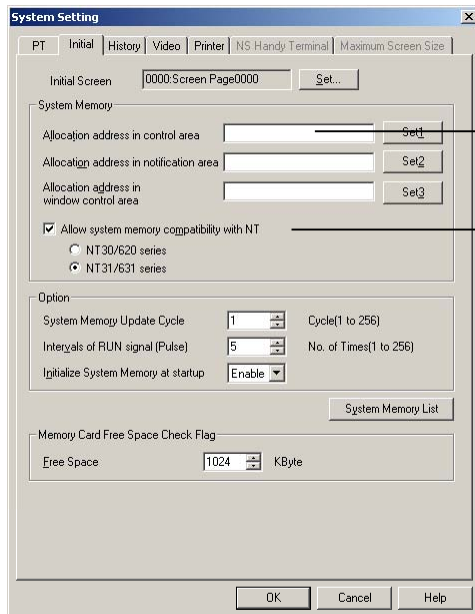 System Setting
PT Initial History Video Printer NS Handy Terminal Maximum Screen Size
Initial Screen 0000:Screen Page0000 Set...
System Memory
Allocation address in control area Set1
Allocation address in notification area Set2
Allocation address in
window control area Set3
Allow system memory compatibility with NT
NT30/620 series
NT31/631 series
Option
System Memory Update Cycle 1 Cycle(1 to 256)
Intervals of RUN signal (Pulse) 5 No. of Times(1 to 256)
Initialize System Memory at startup Enable
System Memory List
Memory Card Free Space Check Flag
Free Space 1024 KByte
OK Cancel Help